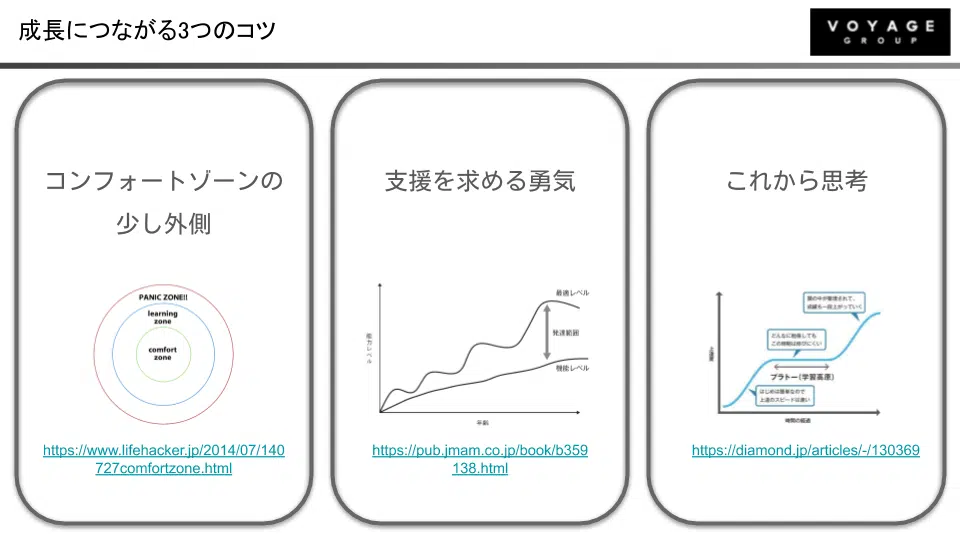 成長につながる3つのコツ
VOYAGE
GROUP
コンフォートゾーンの
少し外側
PANIC ZONE!!
learning
zone
comfort
zone
https://www.lifehacker.jp/2014/07/140
727comfortzone.html
支援を求める勇気
最適レベル
能力レベル
発達範囲
機能レベル
年齢
https://pub.jmam.co.jp/book/b359
138.html
これから思考
頭の中が整理されて、
成績も一段上がっていく
どんなに勉強しても
この時期は伸びにくい
上達度
プラトー(学習高原)
はじめは簡単なので
上達のスピードは速い
時間の経過
https://diamond.jp/articles/-/130369